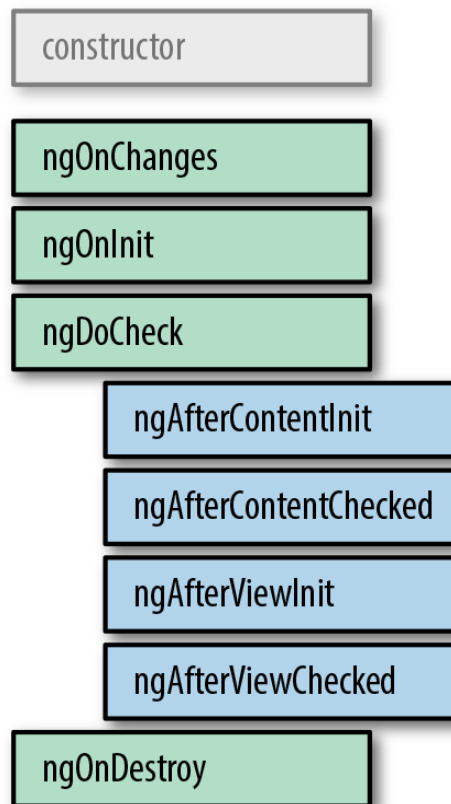 constructor
ngOnChanges
ngOnInit
ngDoCheck
ngAfterContentInit
ngAfterContentChecked
ngAfterViewInit
ngAfterViewChecked
ngOnDestroy